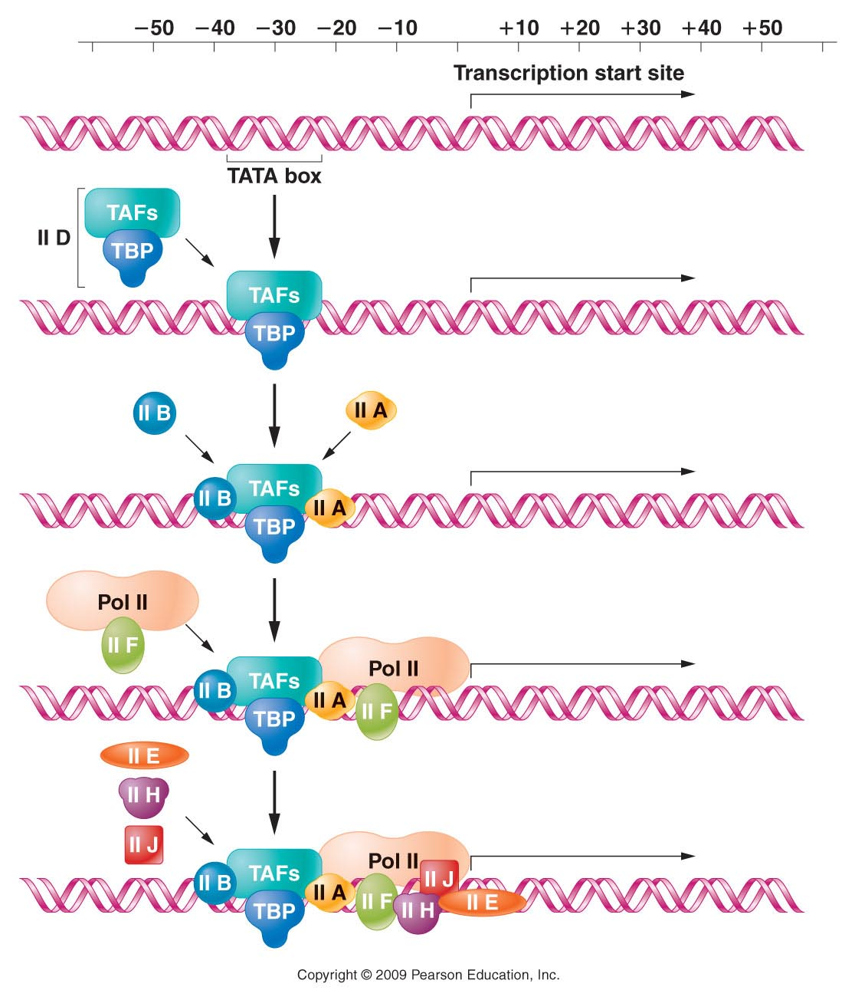 −50 −40 −30 −20 −10 +10 +20 +30 +40 +50
Transcription start site
TATA box
TAFs
II D
TBP
TAFs
TBP
II B
II A
TAFs
II B
II A
TBP
Pol II
II F
Pol II
TAFs
II B
II A
II F
TBP
II E
II H
II J
Pol II
TAFs
II J
II B
II A
II F
II H
II E
TBP
Copyright © 2009 Pearson Education, Inc.